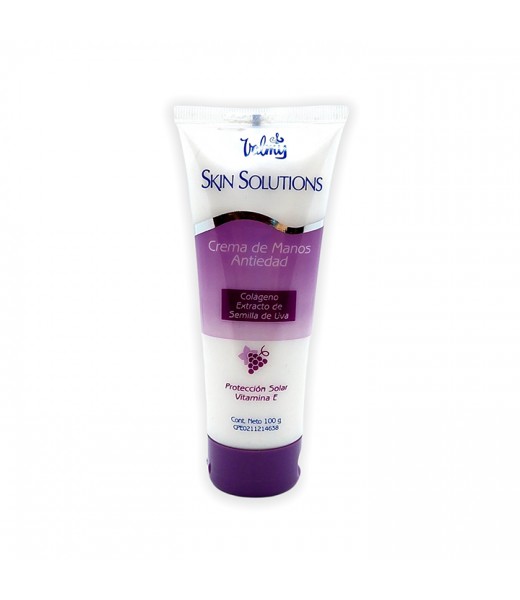 Valmy
SKIN SOLUTIONS
Crema de Manos
Antiedad
Colageno
Extracto de
Semilla de Uva
Protección Solar
Vitamina E
Cont. Neto 100 g
CPE0211214658